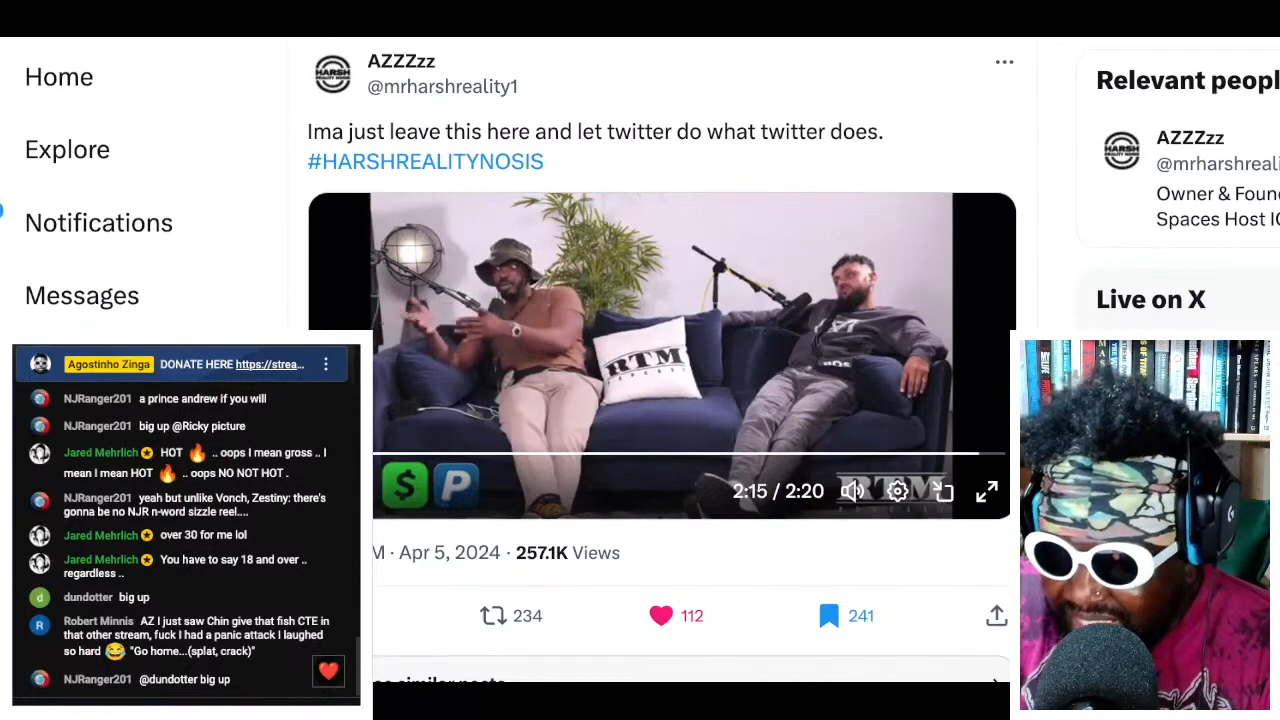 Home
Explore
Notifications
Messages
HARSH
AZZZzz
@mrharshreality1
Ima just leave this here and let twitter do what twitter does.
#HARSHREALITYNOSIS
RTM
2:15 / 2:20
M · Apr 5, 2024 · 257.1K Views
234
112
241
Relevant peopl
HARSH
AZZZzz
@mrharshreali
Owner & Foun
Spaces Host IC
Live on X
Agostinho Zinga DONATE HERE https://strea...
NJRanger201 a prince andrew if you will
NJRanger201 big up @Ricky picture
Jared Mehrlich HOT 🔥 .. oops I mean gross .. I
mean I mean HOT 🔥 .. oops NO NOT HOT .
NJRanger201 yeah but unlike Vonch, Zestiny: there's
gonna be no NJR n-word sizzle reel....
Jared Mehrlich over 30 for me lol
Jared Mehrlich You have to say 18 and over ..
regardless ..
d dundotter big up
R Robert Minnis AZ I just saw Chin give that fish CTE in
that other stream, fuck I had a panic attack I laughed
so hard 😂 "Go home...(splat, crack)"
NJRanger201 @dundotter big up